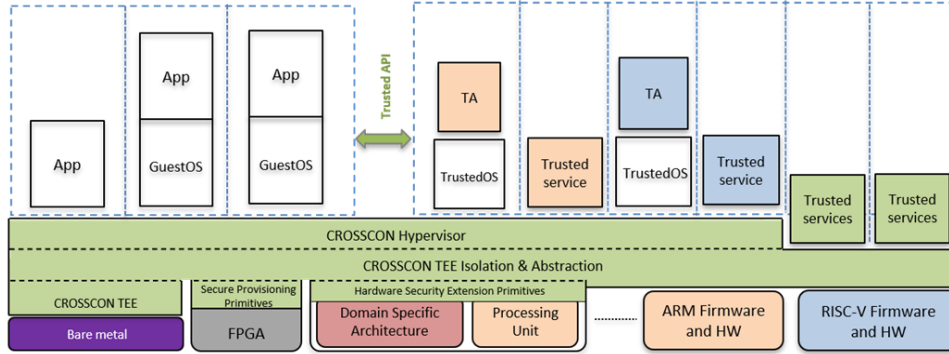 App
App
GuestOS
App
GuestOS
Trusted API
TA
TrustedOS
Trusted
service
TA
TrustedOS
Trusted
service
Trusted
services
Trusted
services
CROSSCON Hypervisor
CROSSCON TEE Isolation & Abstraction
CROSSCON TEE
Bare metal
Secure Provisioning
Primitives
FPGA
Hardware Security Extension Primitives
Domain Specific
Architecture
Processing
Unit
ARM Firmware
and HW
RISC-V Firmware
and HW